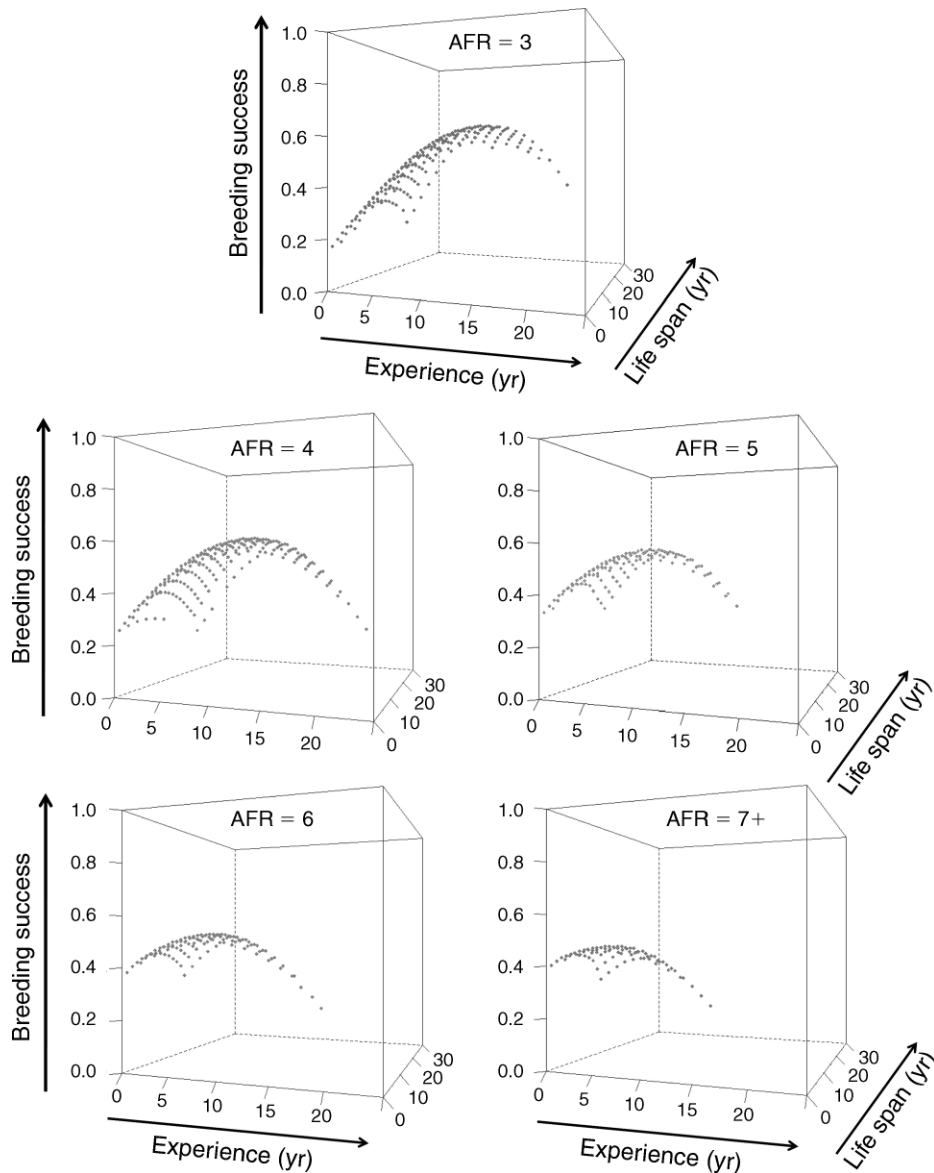 AFR = 3
Breeding success
1.0
0.8
0.6
0.4
0.2
0.0
0 5 10 15 20
0 10 20 30
Experience (yr)
Life span (yr)
AFR = 4
Breeding success
1.0
0.8
0.6
0.4
0.2
0.0
0 5 10 15 20
0 10 20 30
AFR = 5
1.0
0.8
0.6
0.4
0.2
0.0
0 5 10 15 20
0 10 20 30
Life span (yr)
AFR = 6
Breeding success
1.0
0.8
0.6
0.4
0.2
0.0
0 5 10 15 20
0 10 20 30
Experience (yr)
AFR = 7+
1.0
0.8
0.6
0.4
0.2
0.0
0 5 10 15 20
0 10 20 30
Experience (yr)
Life span (yr)